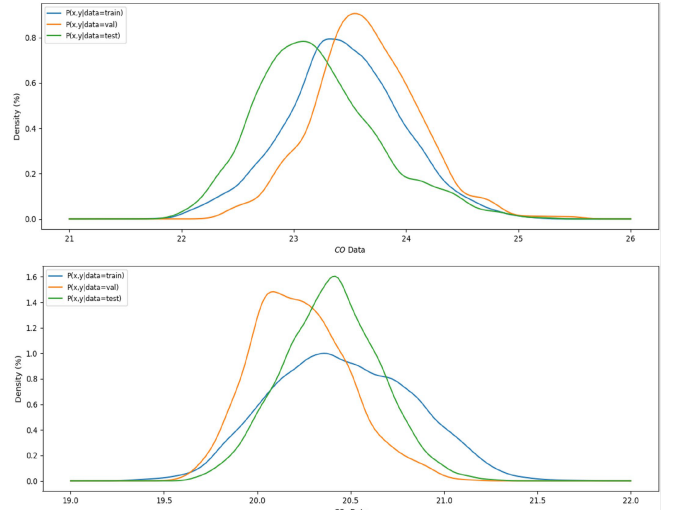 P(x,y|data=train)
P(x,y|data=val)
P(x,y|data=test)
Density (%)
0.8
0.6
0.4
0.2
0.0
21 22 23 24 25 26
CO Data
P(x,y|data=train)
P(x,y|data=val)
P(x,y|data=test)
Density (%)
1.6
1.4
1.2
1.0
0.8
0.6
0.4
0.2
0.0
19.0 19.5 20.0 20.5 21.0 21.5 22.0